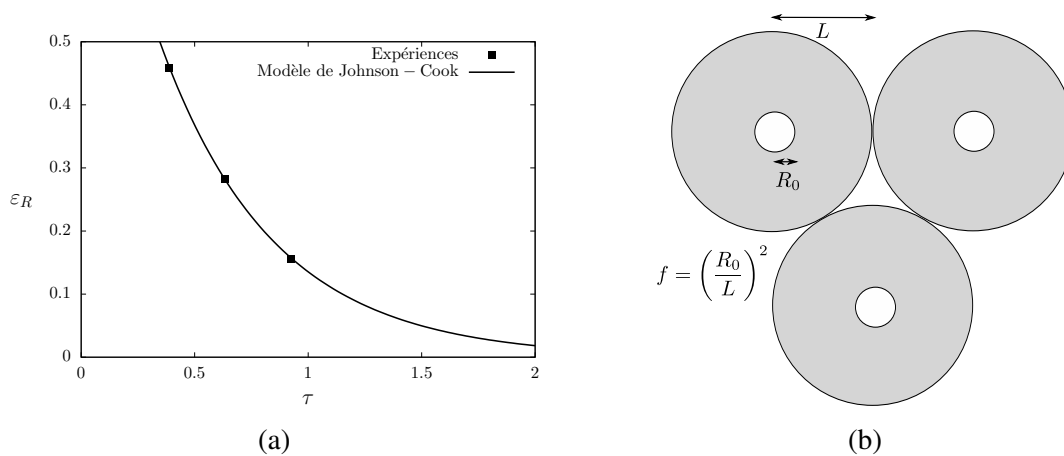 0.5
0.4
0.3
0.2
0.1
0
ε_R
Expériences
Modèle de Johnson − Cook
0
0.5
1
1.5
2
τ
(a)
L
R_0
f = (R_0 / L)^2
(b)